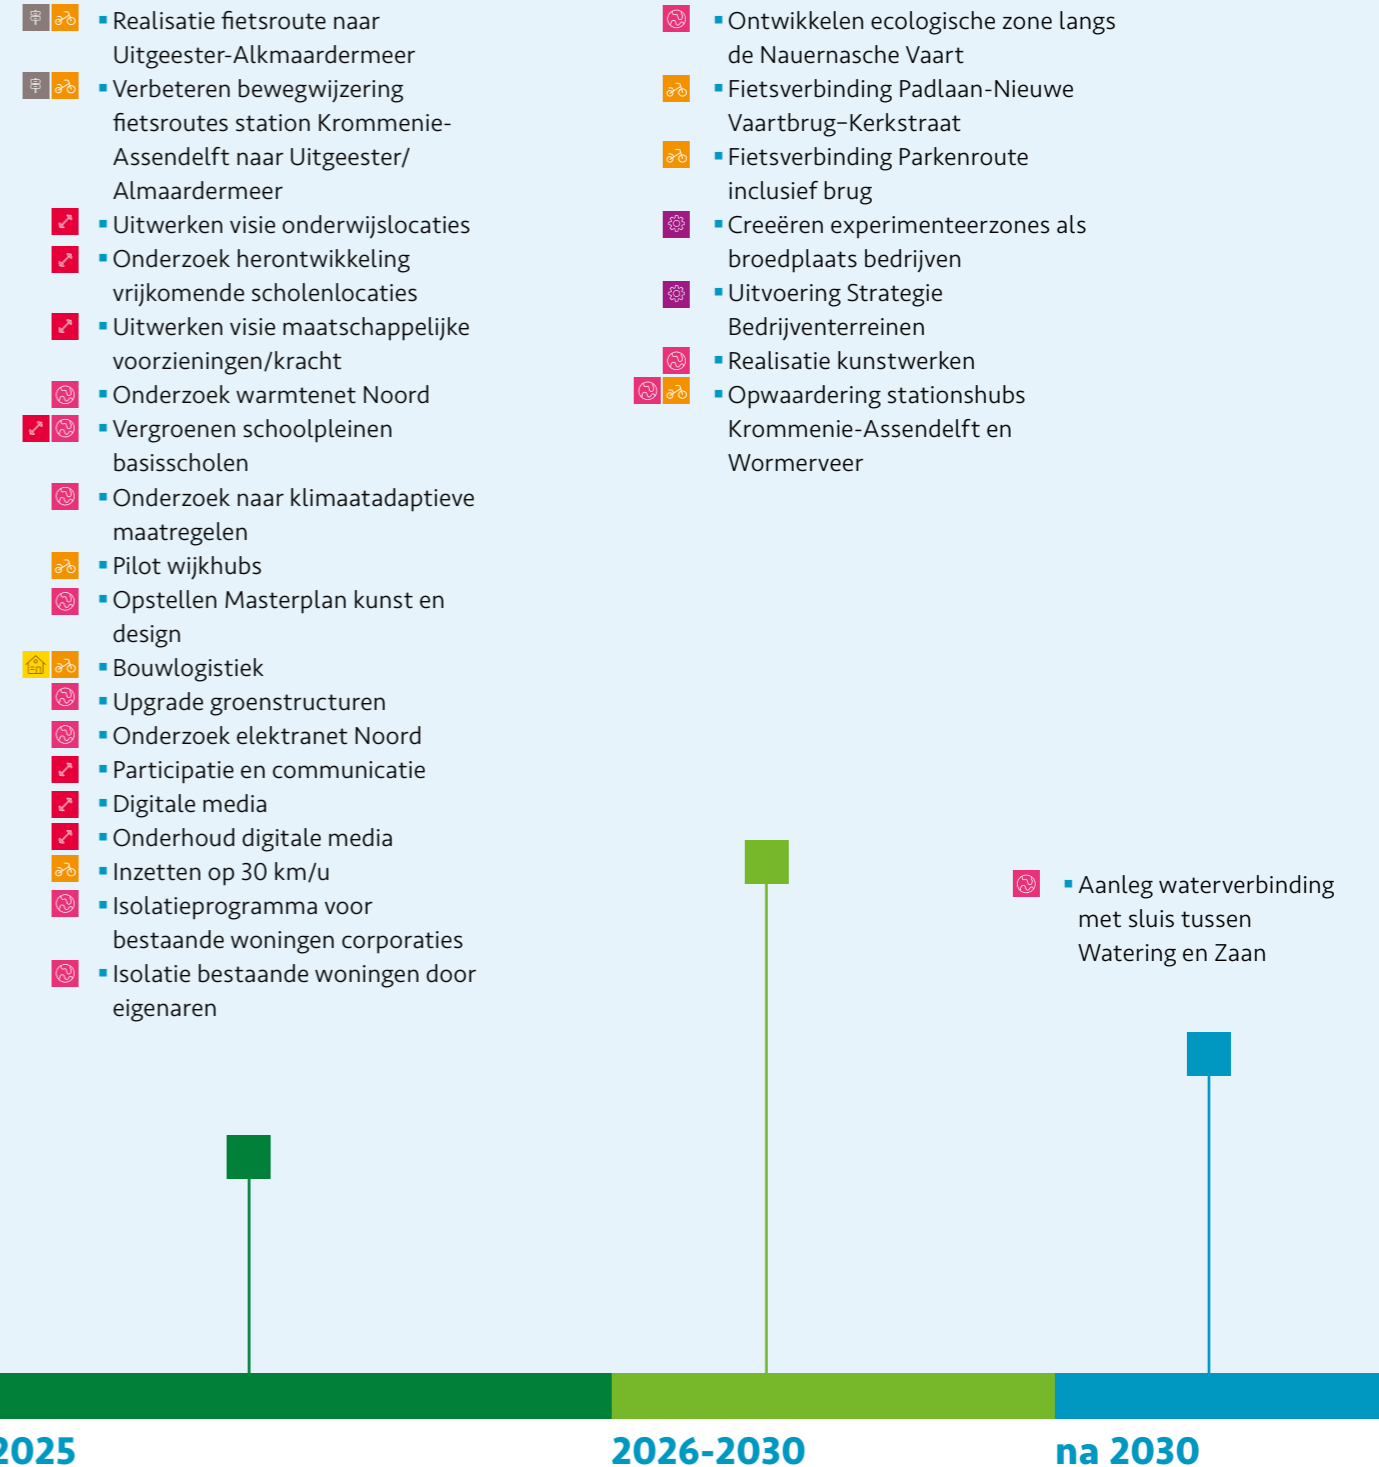 ▪ Realisatie fietsroute naar
Uitgeester-Alkmaardermeer
▪ Verbeteren bewegwijzering
fietsroutes station Krommenie-
Assendelft naar Uitgeester/
Almaardermeer
▪ Uitwerken visie onderwijslocaties
▪ Onderzoek herontwikkeling
vrijkomende scholenlocaties
▪ Uitwerken visie maatschappelijke
voorzieningen/kracht
▪ Onderzoek warmtenet Noord
▪ Vergroenen schoolpleinen
basisscholen
▪ Onderzoek naar klimaatadaptieve
maatregelen
▪ Pilot wijkhubs
▪ Opstellen Masterplan kunst en
design
▪ Bouwlogistiek
▪ Upgrade groenstructuren
▪ Onderzoek elektranet Noord
▪ Participatie en communicatie
▪ Digitale media
▪ Onderhoud digitale media
▪ Inzetten op 30 km/u
▪ Isolatieprogramma voor
bestaande woningen corporaties
▪ Isolatie bestaande woningen door
eigenaren
▪ Ontwikkelen ecologische zone langs
de Nauernasche Vaart
▪ Fietsverbinding Padlaan-Nieuwe
Vaartbrug–Kerkstraat
▪ Fietsverbinding Parkenroute
inclusief brug
▪ Creeëren experimenteerzones als
broedplaats bedrijven
▪ Uitvoering Strategie
Bedrijventerreinen
▪ Realisatie kunstwerken
▪ Opwaardering stationshubs
Krommenie-Assendelft en
Wormerveer
▪ Aanleg waterverbinding
met sluis tussen
Watering en Zaan
2025
2026-2030
na 2030